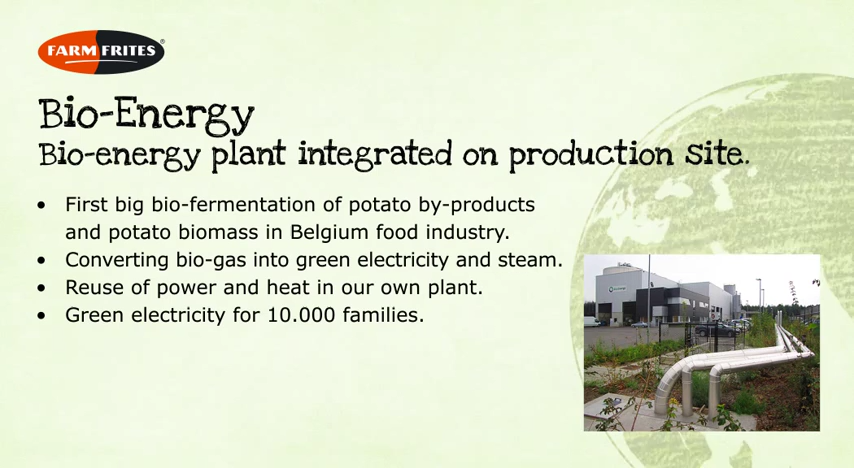 FARM FRITES®
Bio-Energy
Bio-energy plant integrated on production site.
• First big bio-fermentation of potato by-products
and potato biomass in Belgium food industry.
• Converting bio-gas into green electricity and steam.
• Reuse of power and heat in our own plant.
• Green electricity for 10.000 families.